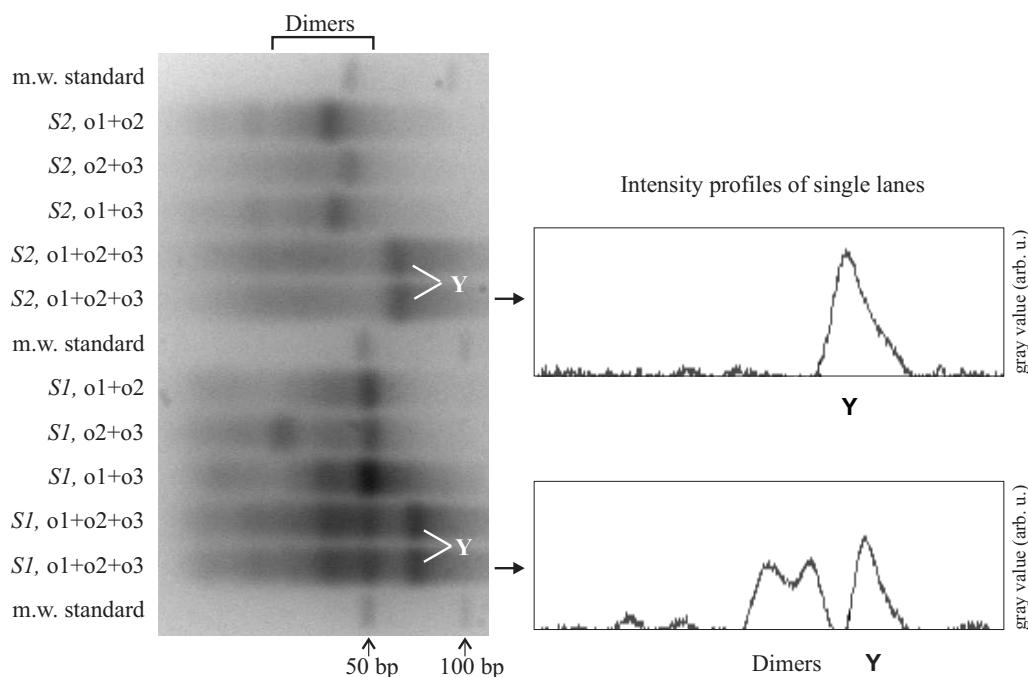 Dimers
m.w. standard
S2, o1+o2
S2, o2+o3
S2, o1+o3
S2, o1+o2+o3
S2, o1+o2+o3
Y
m.w. standard
S1, o1+o2
S1, o2+o3
S1, o1+o3
S1, o1+o2+o3
S1, o1+o2+o3
Y
m.w. standard
50 bp
100 bp
Intensity profiles of single lanes
gray value (arb. u.)
Y
gray value (arb. u.)
Dimers Y